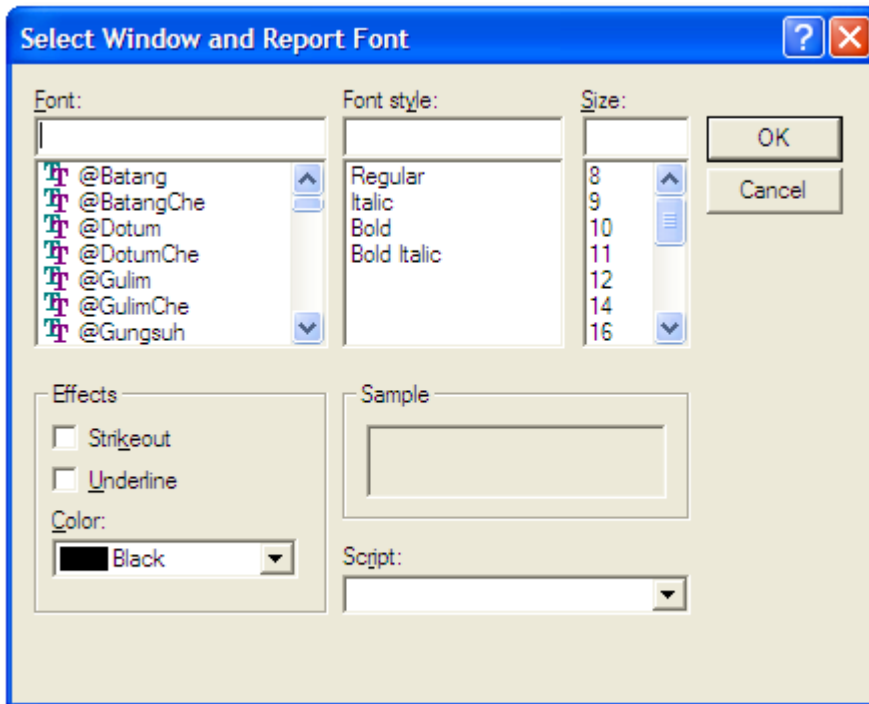 Select Window and Report Font
Font:
Font style:
Size:
OK
Cancel
@Batang
@BatangChe
@Dotum
@DotumChe
@Gulim
@GulimChe
@Gungsuh
Regular
Italic
Bold
Bold Italic
8
9
10
11
12
14
16
Effects
Strikeout
Underline
Color:
Black
Sample
Script: